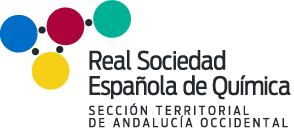 Real Sociedad
Española de Química
SECCIÓN TERRITORIAL
DE ANDALUCÍA OCCIDENTAL